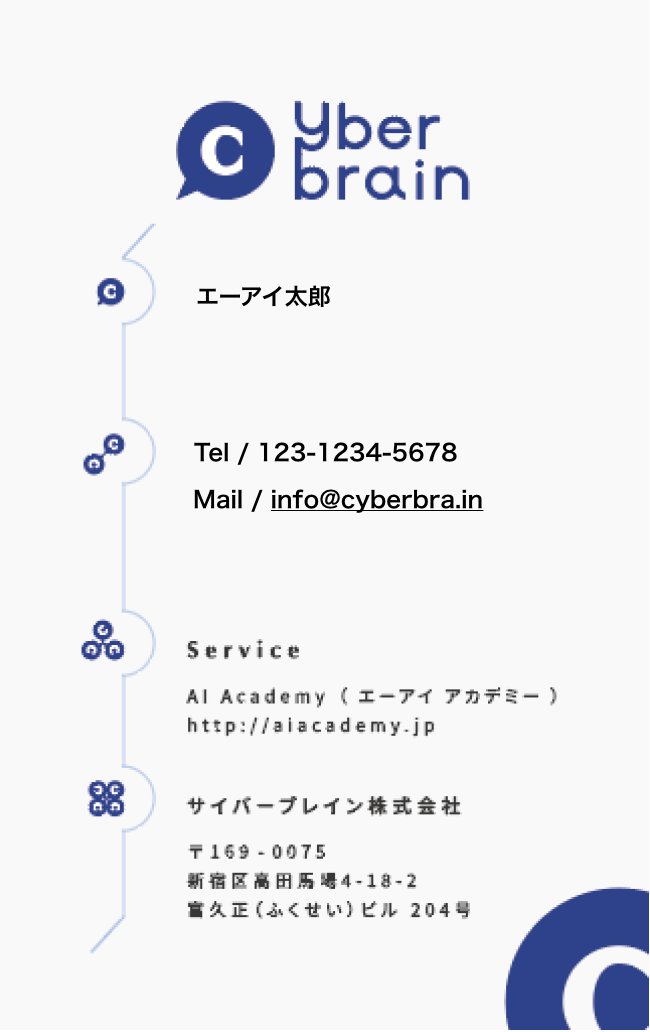 C yber
brain
エーアイ太郎
Tel / 123-1234-5678
Mail / info@cyberbra.in
Service
AI Academy ( エーアイ アカデミー )
http://aiacademy.jp
サイバーブレイン株式会社
〒169-0075
新宿区高田馬場4-18-2
富久正(ふくせい)ビル 204号